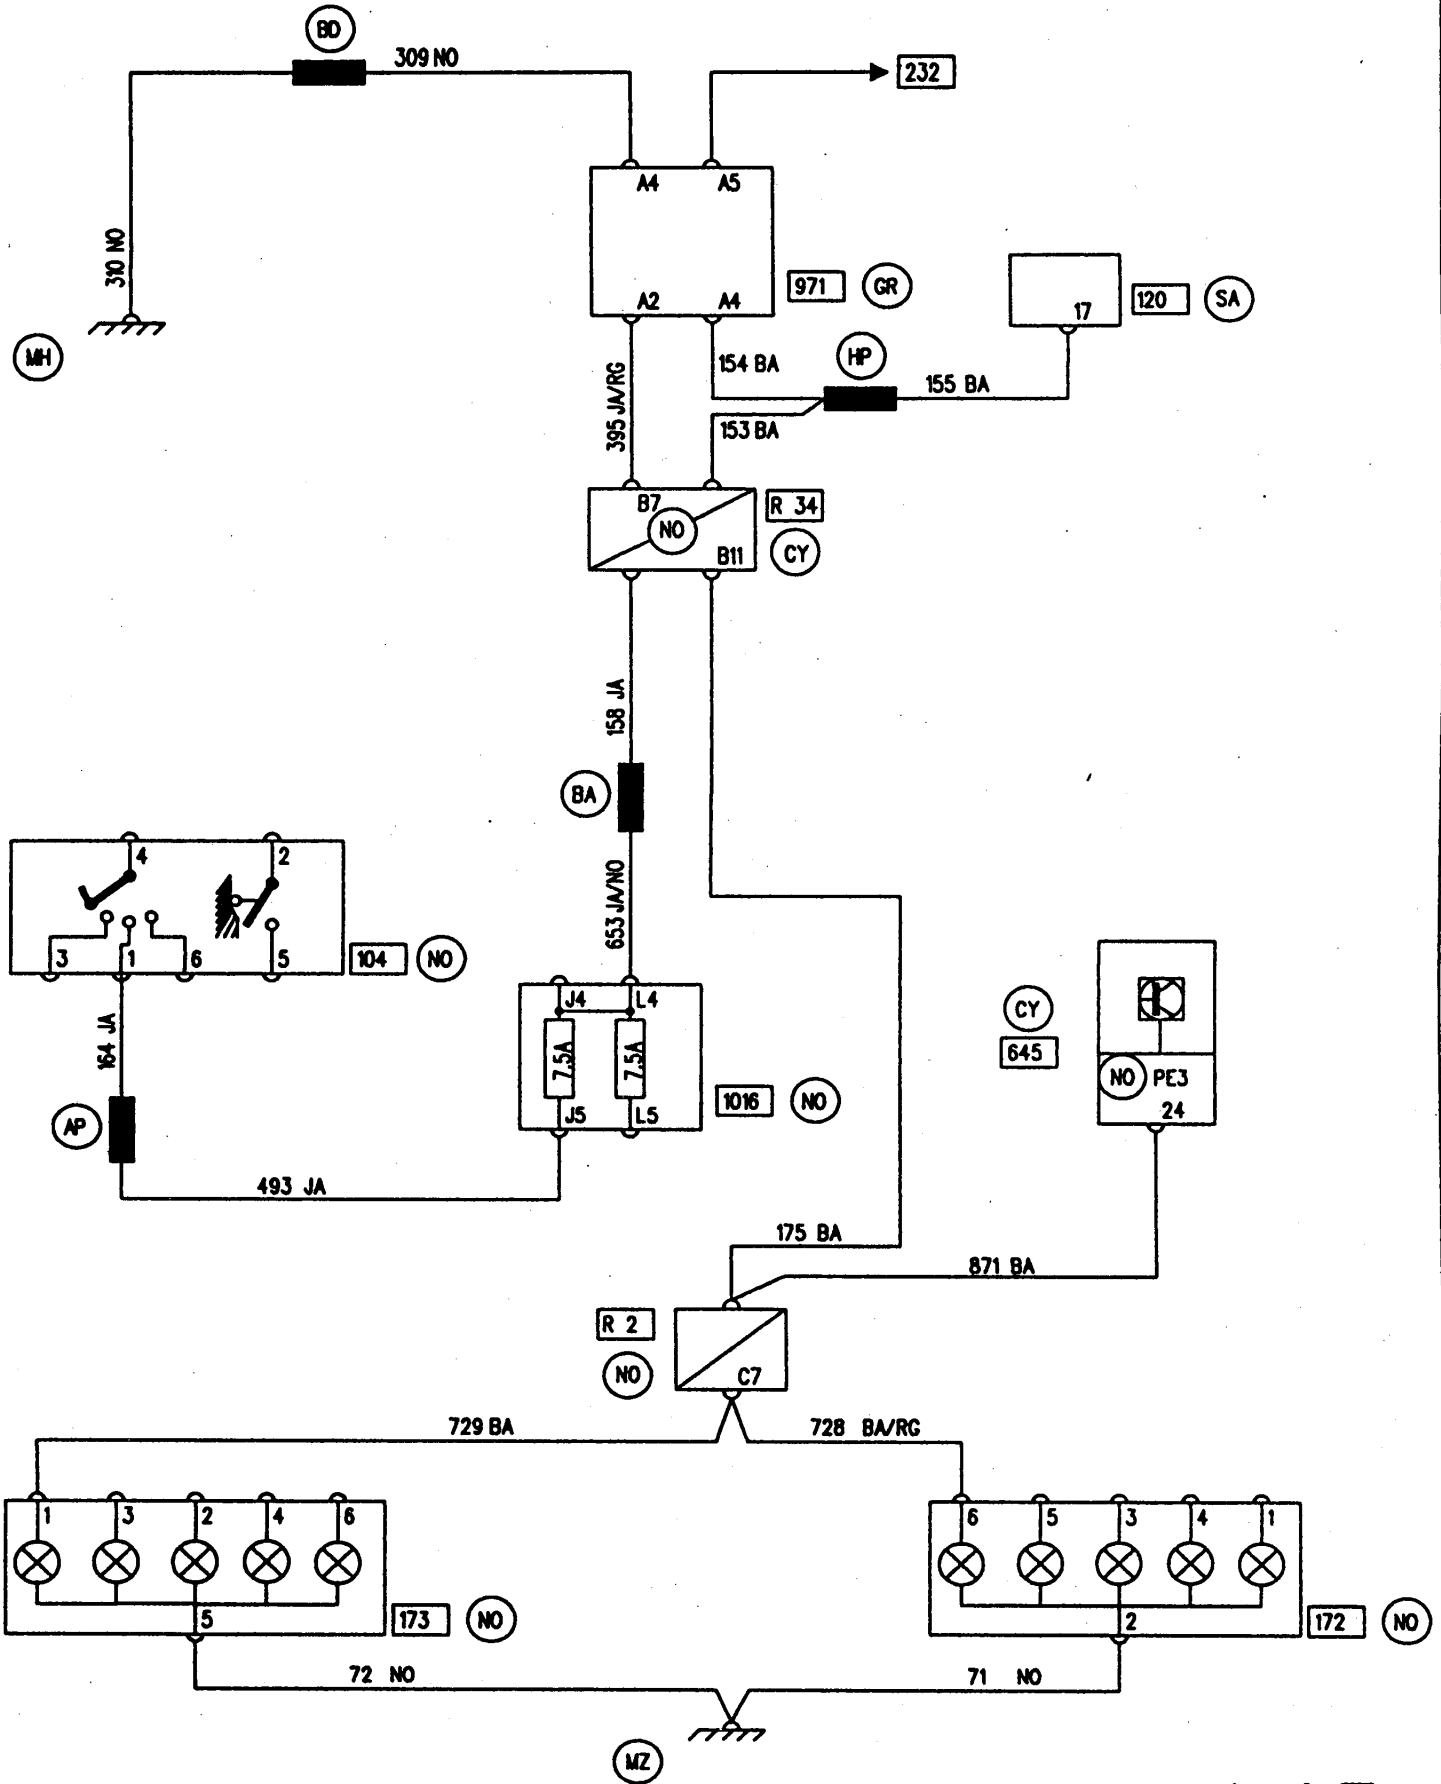 BD
309 NO
232
A4 A5
310 NO
971 GR
A2 A4
120 SA
17
MH
154 BA
HP
155 BA
395 JA/RG
153 BA
B7
R 34
NO
CY
B11
158 JA
BA
4 2
653 JA/NO
3 1 6 5
104 NO
J4 L4
CY
164 JA
7.5A 7.5A
645
NO PE3
1016 NO
J5 L5
24
AP
493 JA
175 BA
871 BA
R 2
NO
C7
729 BA
728 BA/RG
1 3 2 4 6
6 5 3 4 1
5
173 NO
2
172 NO
72 NO
71 NO
MZ